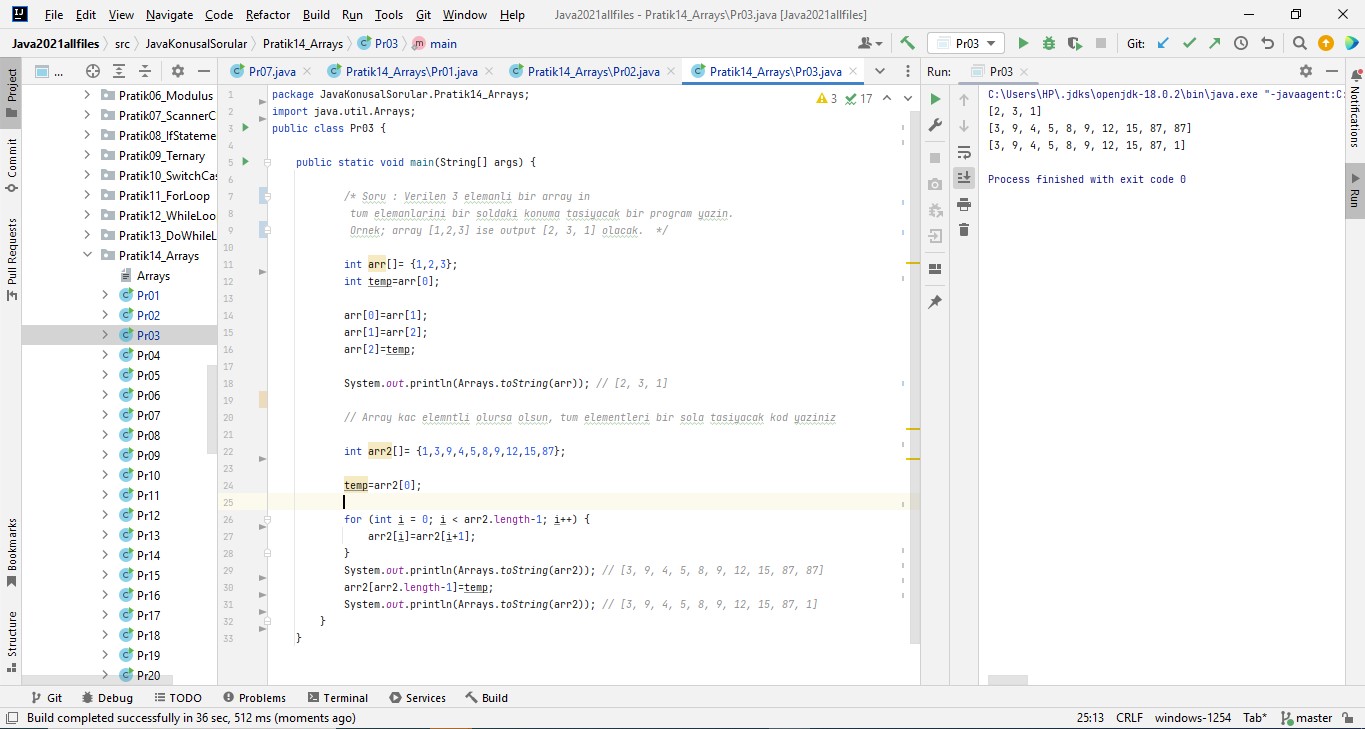 File Edit View Navigate Code Refactor Build Run Tools Git Window Help Java2021allfiles - Pratik14_Arrays\Pr03.java [Java2021allfiles]
Java2021allfiles src JavaKonusalSorular Pratik14_Arrays Pr03 main Pr03 Git:
Project
Commit
Pull Requests
Bookmarks
Structure
...
Pratik06_Modulus
Pratik07_ScannerC
Pratik08_IfStateme
Pratik09_Ternary
Pratik10_SwitchCas
Pratik11_ForLoop
Pratik12_WhileLoo
Pratik13_DoWhileL
Pratik14_Arrays
Arrays
Pr01
Pr02
Pr03
Pr04
Pr05
Pr06
Pr07
Pr08
Pr09
Pr10
Pr11
Pr12
Pr13
Pr14
Pr15
Pr16
Pr17
Pr18
Pr19
Pr20
Pr07.java Pratik14_Arrays\Pr01.java Pratik14_Arrays\Pr02.java Pratik14_Arrays\Pr03.java
3 17
1 package JavaKonusalSorular.Pratik14_Arrays;
2 import java.util.Arrays;
3 public class Pr03 {
4
5 public static void main(String[] args) {
6
7 /* Soru : Verilen 3 elemanli bir array in
8 tum elemanlarini bir soldaki konuma tasiyacak bir program yazin.
9 Ornek; array [1,2,3] ise output [2, 3, 1] olacak. */
10
11 int arr[]= {1,2,3};
12 int temp=arr[0];
13
14 arr[0]=arr[1];
15 arr[1]=arr[2];
16 arr[2]=temp;
17
18 System.out.println(Arrays.toString(arr)); // [2, 3, 1]
19
20 // Array kac elemntli olursa olsun, tum elementleri bir sola tasiyacak kod yaziniz
21
22 int arr2[]= {1,3,9,4,5,8,9,12,15,87};
23
24 temp=arr2[0];
25
26 for (int i = 0; i < arr2.length-1; i++) {
27 arr2[i]=arr2[i+1];
28 }
29 System.out.println(Arrays.toString(arr2)); // [3, 9, 4, 5, 8, 9, 12, 15, 87, 87]
30 arr2[arr2.length-1]=temp;
31 System.out.println(Arrays.toString(arr2)); // [3, 9, 4, 5, 8, 9, 12, 15, 87, 1]
32 }
33 }
Run: Pr03
C:\Users\HP\.jdks\openjdk-18.0.2\bin\java.exe "-javaagent:C:
[2, 3, 1]
[3, 9, 4, 5, 8, 9, 12, 15, 87, 87]
[3, 9, 4, 5, 8, 9, 12, 15, 87, 1]
Process finished with exit code 0
Notifications
Run
Git Debug TODO Problems Terminal Services Build
Build completed successfully in 36 sec, 512 ms (moments ago) 25:13 CRLF windows-1254 Tab* master